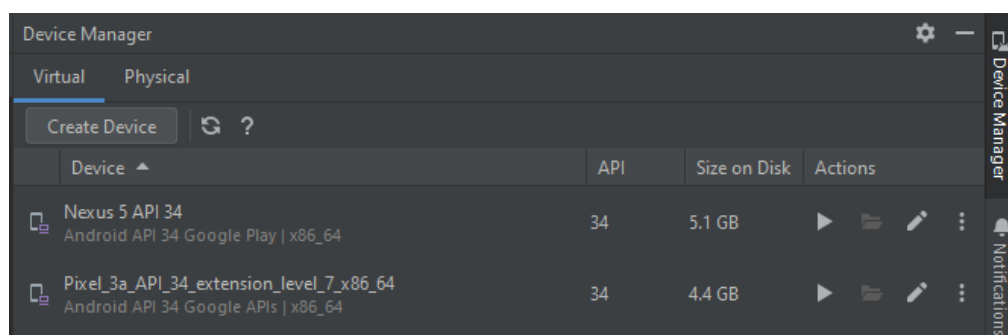 Device Manager
Virtual Physical
Create Device ?
Device API Size on Disk Actions
Nexus 5 API 34
Android API 34 Google Play | x86_64
34 5.1 GB
Pixel_3a_API_34_extension_level_7_x86_64
Android API 34 Google APIs | x86_64
34 4.4 GB
Device Manager
Notifications